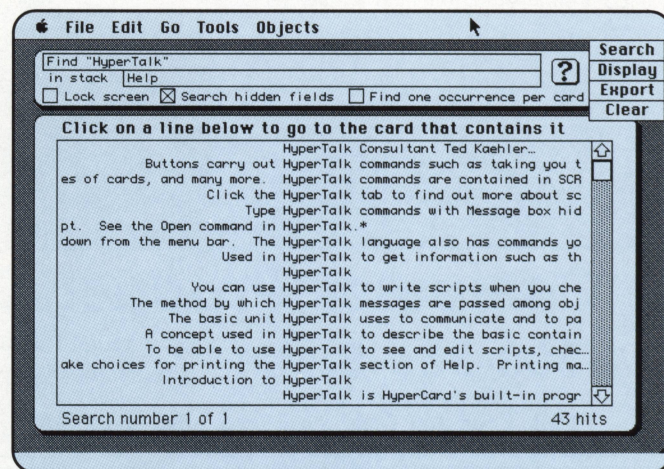 File Edit Go Tools Objects
Find "HyperTalk"
in stack Help
?
Lock screen Search hidden fields Find one occurrence per card
Search
Display
Export
Clear
Click on a line below to go to the card that contains it
HyperTalk Consultant Ted Kaehler…
Buttons carry out HyperTalk commands such as taking you t
es of cards, and many more. HyperTalk commands are contained in SCR
Click the HyperTalk tab to find out more about sc
Type HyperTalk commands with Message box hid
pt. See the Open command in HyperTalk.*
down from the menu bar. The HyperTalk language also has commands yo
Used in HyperTalk to get information such as th
HyperTalk
You can use HyperTalk to write scripts when you che
The method by which HyperTalk messages are passed among obj
The basic unit HyperTalk uses to communicate and to pa
A concept used in HyperTalk to describe the basic contain
To be able to use HyperTalk to see and edit scripts, chec…
ake choices for printing the HyperTalk section of Help. Printing ma…
Introduction to HyperTalk
HyperTalk is HyperCard's built-in progr
Search number 1 of 1 43 hits